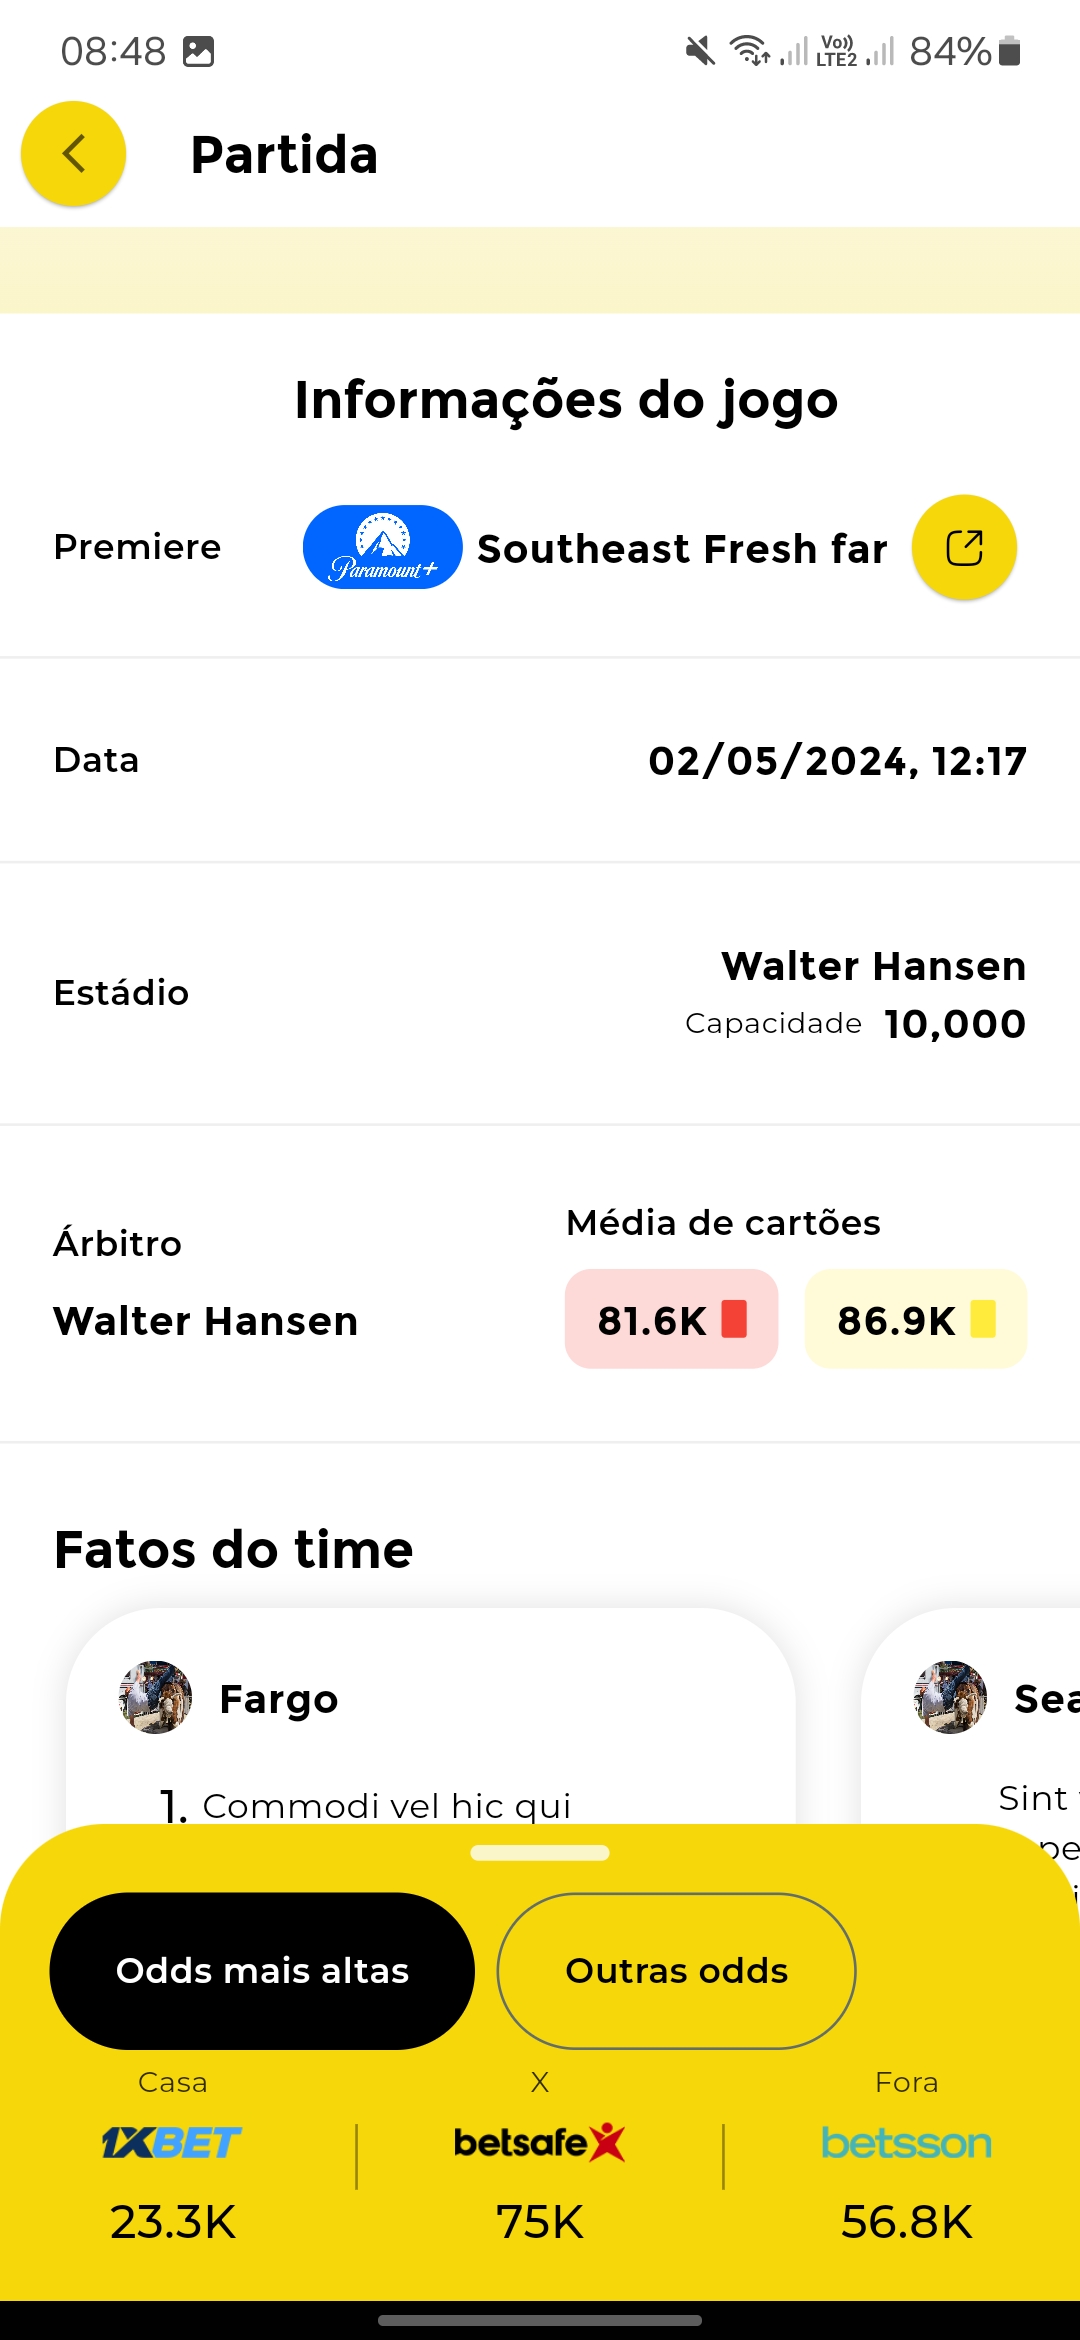 08:48
Vo)) LTE2
84%
Partida
Informações do jogo
Premiere
Paramount+
Southeast Fresh far
Data
02/05/2024, 12:17
Estádio
Walter Hansen
Capacidade 10,000
Árbitro
Média de cartões
Walter Hansen
81.6K
86.9K
Fatos do time
Fargo
Sea
1. Commodi vel hic qui
Sint
pe
Odds mais altas
Outras odds
Casa
X
Fora
1XBET
betsafe
betsson
23.3K
75K
56.8K